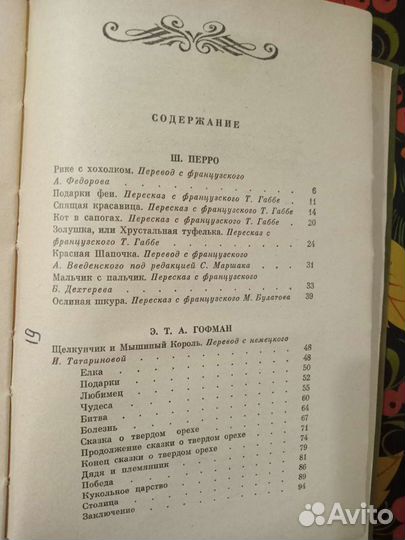 СОДЕРЖАНИЕ
Ш. ПЕРРО
Рике с хохолком. Перевод с французского
А. Федорова . . . . . . . . . . . . 6
Подарки феи. Пересказ с французского Т. Габбе . . 11
Спящая красавица. Пересказ с французского Т. Габбе . 14
Кот в сапогах. Пересказ с французского Т. Габбе . . 20
Золушка, или Хрустальная туфелька. Пересказ с
французского Т. Габбе . . . . . . . . 24
Красная Шапочка. Перевод с французского
А. Введенского под редакцией С. Маршака . . . 31
Мальчик с пальчик. Пересказ с французского
Б. Дехтерева . . . . . . . . . . . 33
Ослиная шкура. Пересказ с французского М. Булатова 39
19
Э. Т. А. ГОФМАН
Щелкунчик и Мышиный Король. Перевод с немецкого
И. Татариновой . . . . . . . . . . 48
Елка . . . . . . . . . . . . 48
Подарки . . . . . . . . . . . 50
Любимец . . . . . . . . . . . 52
Чудеса . . . . . . . . . . . 55
Битва . . . . . . . . . . . . 60
Болезнь . . . . . . . . . . . 64
Сказка о твердом орехе . . . . . . . 67
Продолжение сказки о твердом орехе . . . . 71
Конец сказки о твердом орехе . . . . . 74
Дядя и племянник . . . . . . . . . 79
Победа . . . . . . . . . . . 81
Кукольное царство . . . . . . . . 86
Столица . . . . . . . . . . . 89
Заключение . . . . . . . . . . 94
Avito